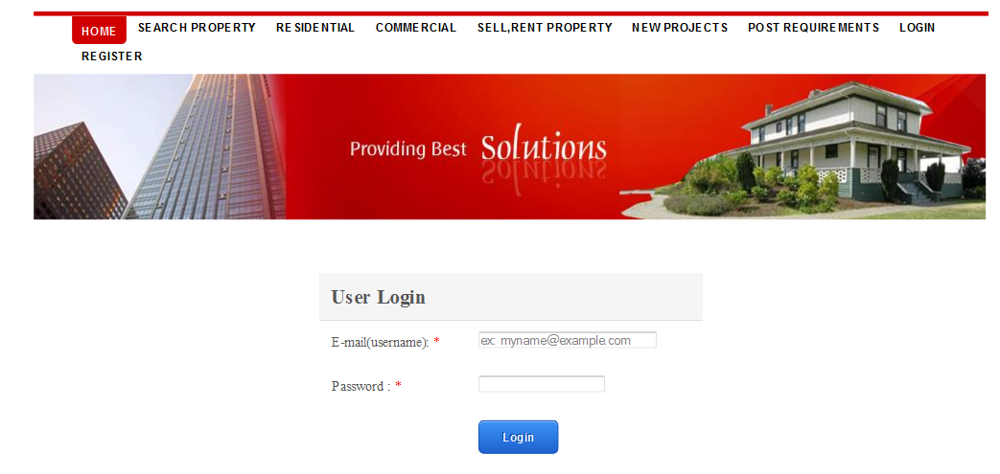 HOME SEARCH PROPERTY RESIDENTIAL COMMERCIAL SELL,RENT PROPERTY NEW PROJECTS POST REQUIREMENTS LOGIN
REGISTER
Providing Best Solutions
User Login
E-mail(username): * ex: myname@example.com
Password : *
Login